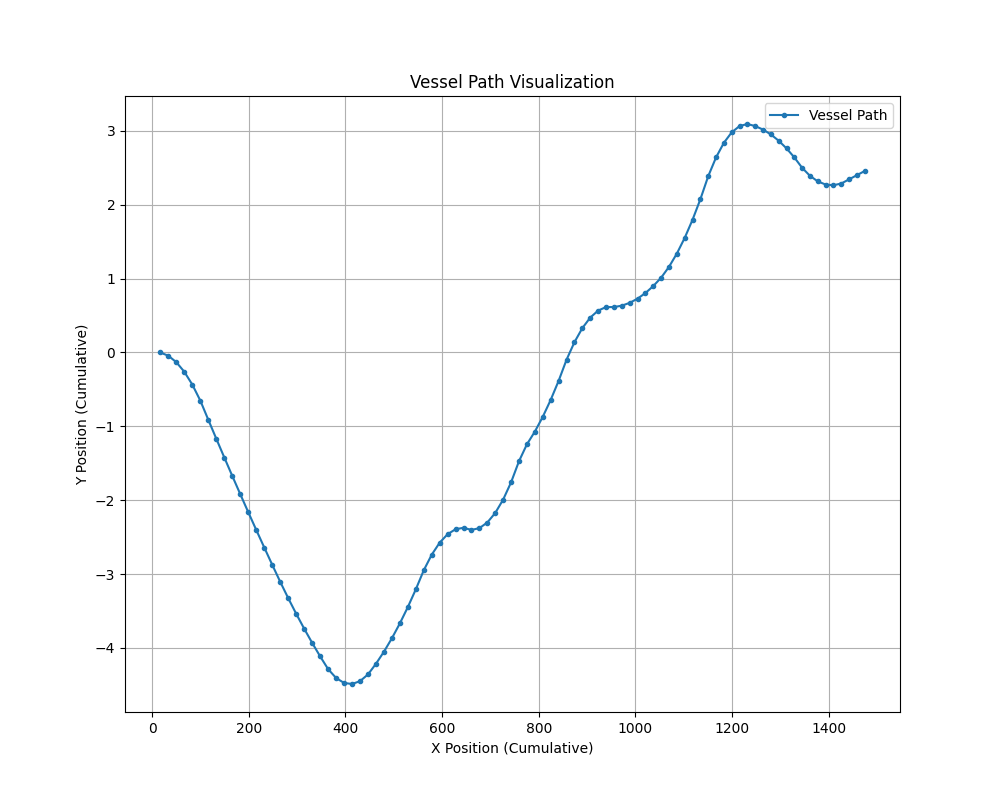 Vessel Path Visualization
Vessel Path
Y Position (Cumulative)
3
2
1
0
−1
−2
−3
−4
0 200 400 600 800 1000 1200 1400
X Position (Cumulative)